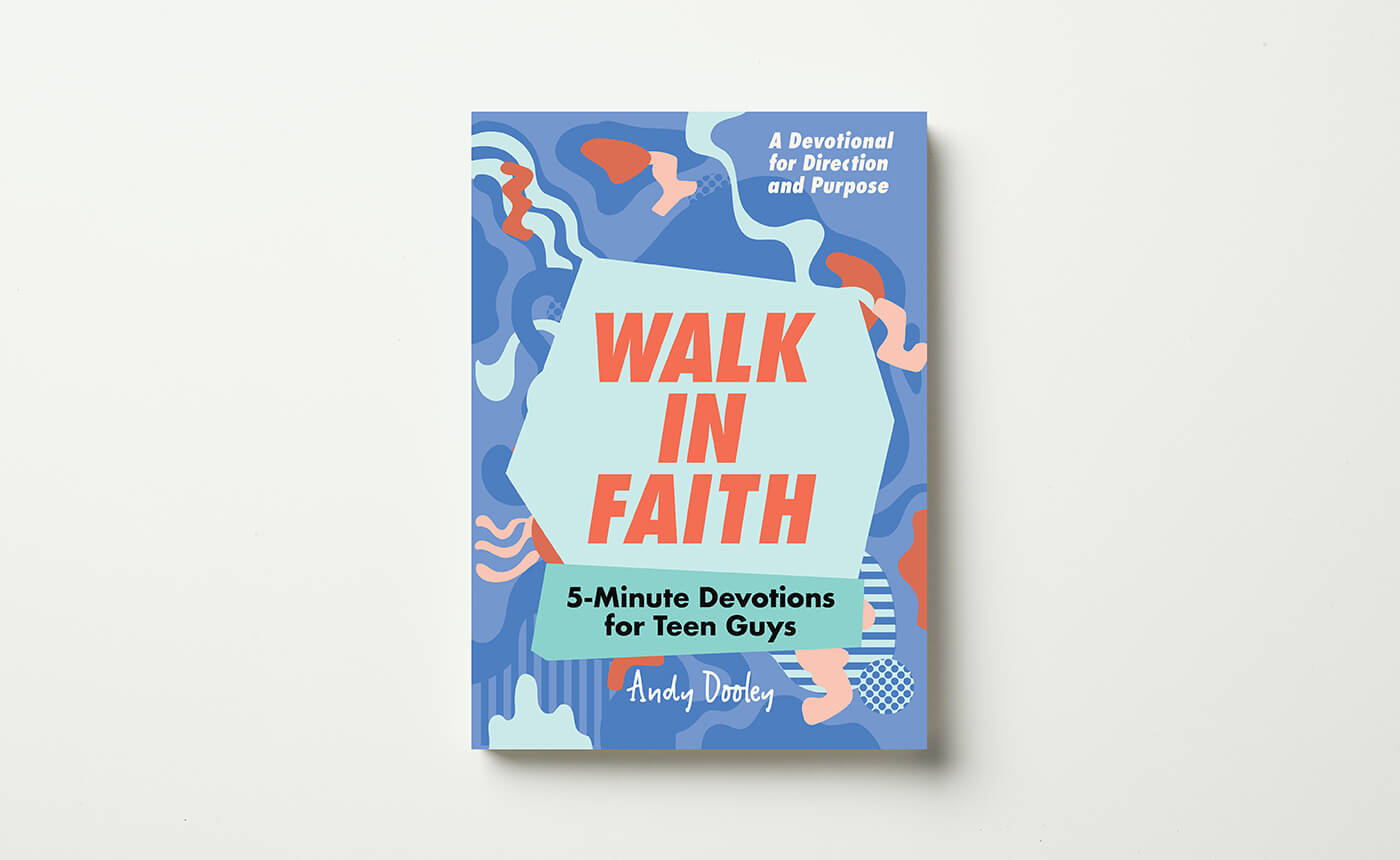 A Devotional
for Direction
and Purpose
WALK
IN
FAITH
5-Minute Devotions
for Teen Guys
Andy Dooley